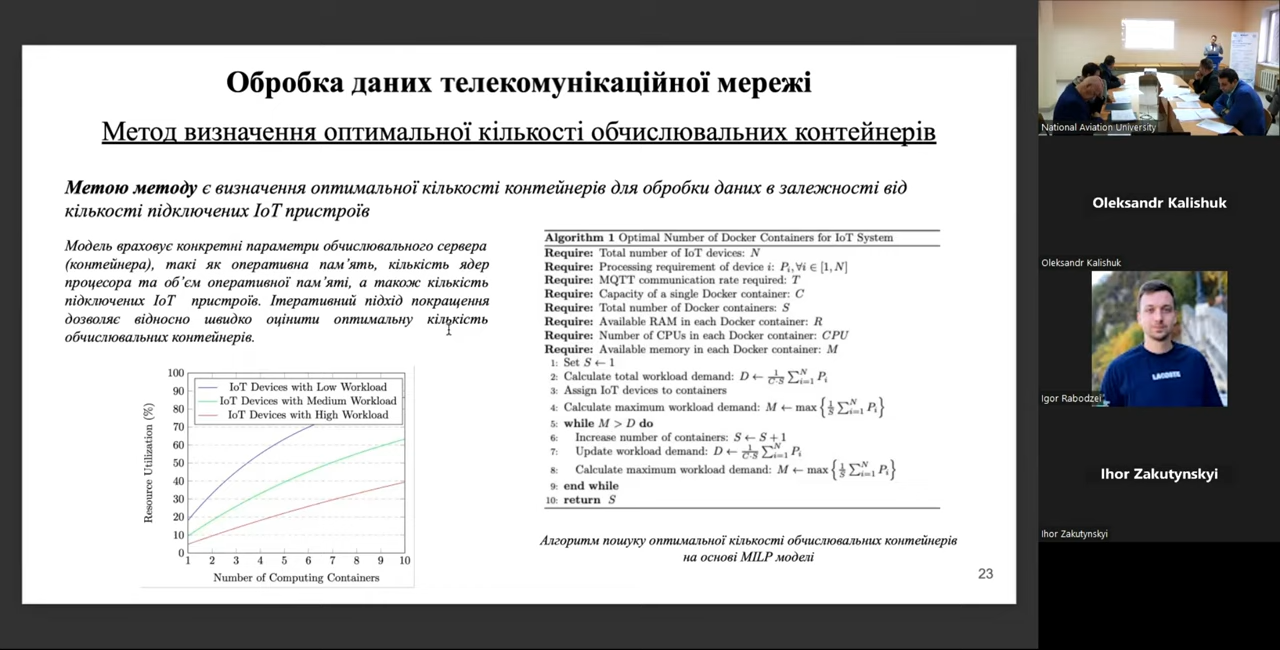 Обробка даних телекомунікаційної мережі
Метод визначення оптимальної кількості обчислювальних контейнерів
Метою методу є визначення оптимальної кількості контейнерів для обробки даних в залежності від
кількості підключених IoT пристроїв
Модель враховує конкретні параметри обчислювального сервера
(контейнера), такі як оперативна пам’ять, кількість ядер
процесора та об’єм оперативної пам’яті, а також кількість
підключених IoT пристроїв. Ітеративний підхід покращення
дозволяє відносно швидко оцінити оптимальну кількість
обчислювальних контейнерів.
100
90
80
70
60
50
40
30
20
10
0
Resource Utilization (%)
IoT Devices with Low Workload
IoT Devices with Medium Workload
IoT Devices with High Workload
1 2 3 4 5 6 7 8 9 10
Number of Computing Containers
Algorithm 1 Optimal Number of Docker Containers for IoT System
Require: Total number of IoT devices: N
Require: Processing requirement of device i: P_i, ∀i ∈ [1, N]
Require: MQTT communication rate required: T
Require: Capacity of a single Docker container: C
Require: Total number of Docker containers: S
Require: Available RAM in each Docker container: R
Require: Number of CPUs in each Docker container: CPU
Require: Available memory in each Docker container: M
1: Set S ← 1
2: Calculate total workload demand: D ← 1/(C·S) ∑_{i=1}^{N} P_i
3: Assign IoT devices to containers
4: Calculate maximum workload demand: M ← max {1/S ∑_{i=1}^{N} P_i}
5: while M > D do
6: Increase number of containers: S ← S + 1
7: Update workload demand: D ← 1/(C·S) ∑_{i=1}^{N} P_i
8: Calculate maximum workload demand: M ← max {1/S ∑_{i=1}^{N} P_i}
9: end while
10: return S
Алгоритм пошуку оптимальної кількості обчислювальних контейнерів
на основі MILP моделі
23
National Aviation University
Oleksandr Kalishuk
Oleksandr Kalishuk
LACOSTE
Igor Rabodzei
Ihor Zakutynskyi
Ihor Zakutynskyi